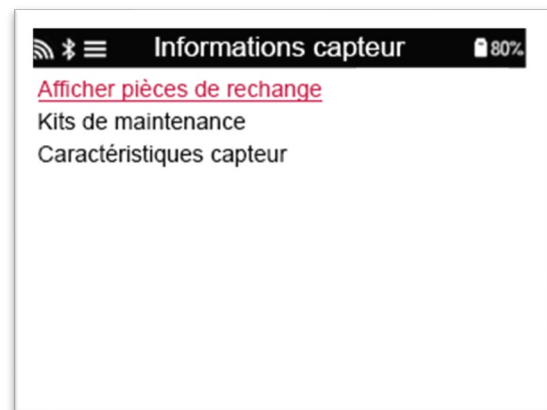 Informations capteur 80%
Afficher pièces de rechange
Kits de maintenance
Caractéristiques capteur